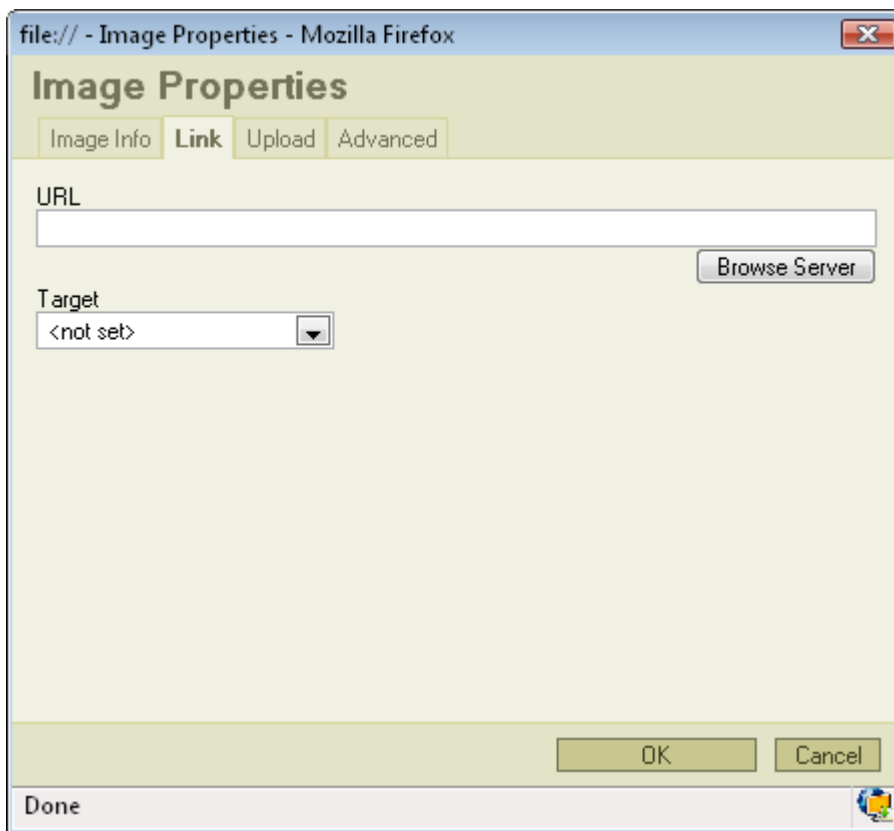 file:// - Image Properties - Mozilla Firefox
Image Properties
Image Info Link Upload Advanced
URL
Browse Server
Target
<not set>
OK Cancel
Done